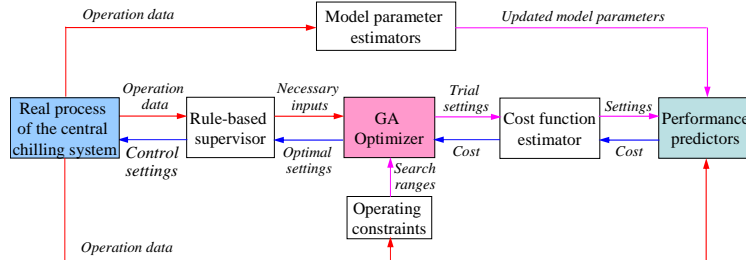 Operation data
Model parameter
estimators
Updated model parameters
Real process
of the central
chilling system
Operation
data
Control
settings
Rule-based
supervisor
Necessary
inputs
Optimal
settings
GA
Optimizer
Trial
settings
Cost
Search
ranges
Cost function
estimator
Settings
Cost
Performance
predictors
Operating
constraints
Operation data